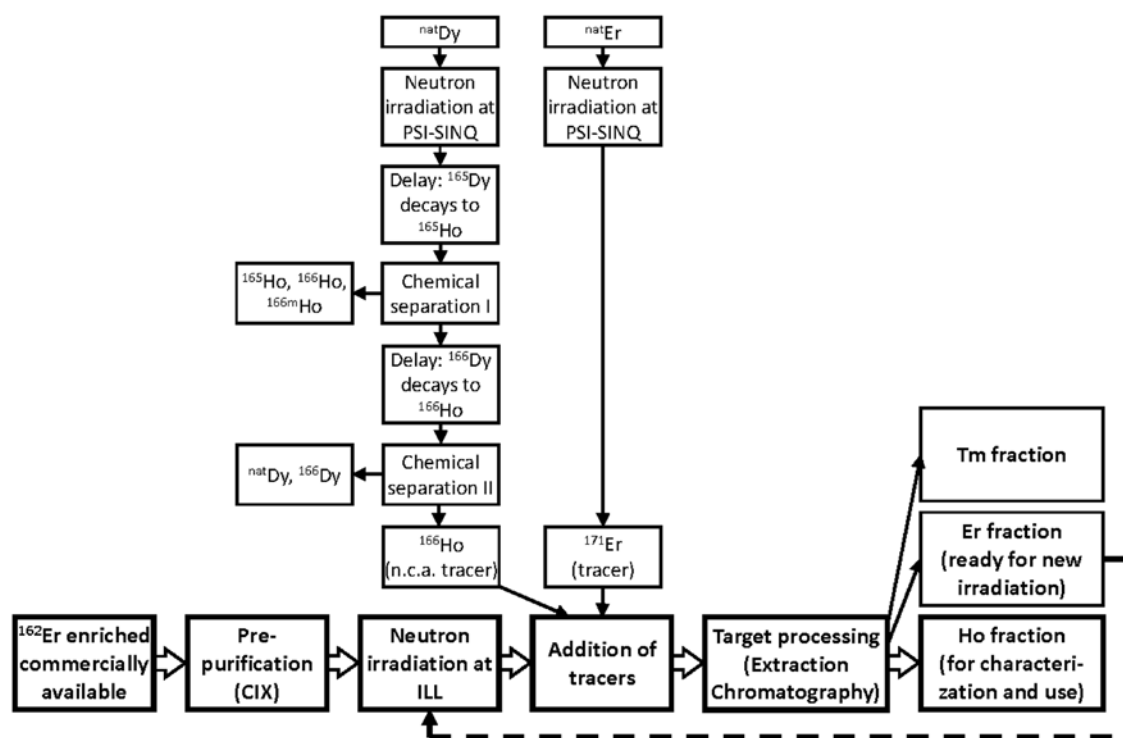 ⁿᵃᵗDy
Neutron
irradiation at
PSI-SINQ
Delay: ¹⁶⁵Dy
decays to
¹⁶⁵Ho
Chemical
separation I
¹⁶⁵Ho, ¹⁶⁶Ho,
¹⁶⁶ᵐHo
Delay: ¹⁶⁶Dy
decays to
¹⁶⁶Ho
Chemical
separation II
ⁿᵃᵗDy, ¹⁶⁶Dy
¹⁶⁶Ho
(n.c.a. tracer)
ⁿᵃᵗEr
Neutron
irradiation at
PSI-SINQ
¹⁷¹Er
(tracer)
¹⁶²Er enriched
commercially
available
Pre-
purification
(CIX)
Neutron
irradiation at
ILL
Addition of
tracers
Target processing
(Extraction
Chromatography)
Tm fraction
Er fraction
(ready for new
irradiation)
Ho fraction
(for characteri-
zation and use)